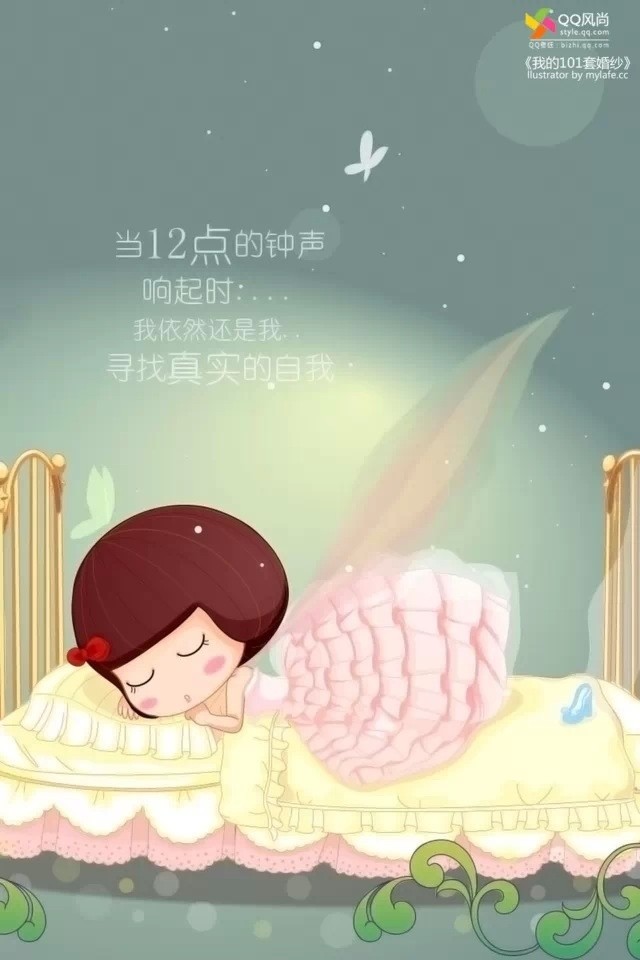 QQ风尚
style.qq.com
QQ壁纸：bizhi.qq.com
《我的101套婚纱》
Ilustrator by mylafe.cc
当12点的钟声
响起时:....
我依然还是我..
寻找真实的自我